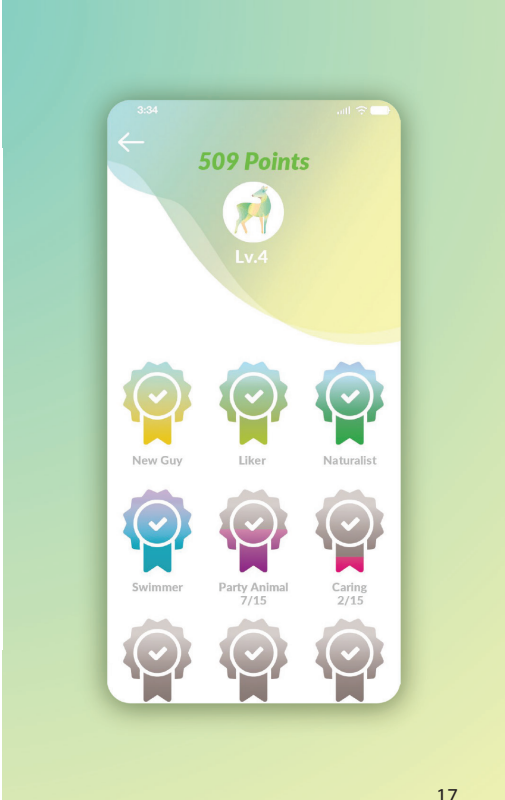 3:34
509 Points
Lv.4
New Guy
Liker
Naturalist
Swimmer
Party Animal
7/15
Caring
2/15
17